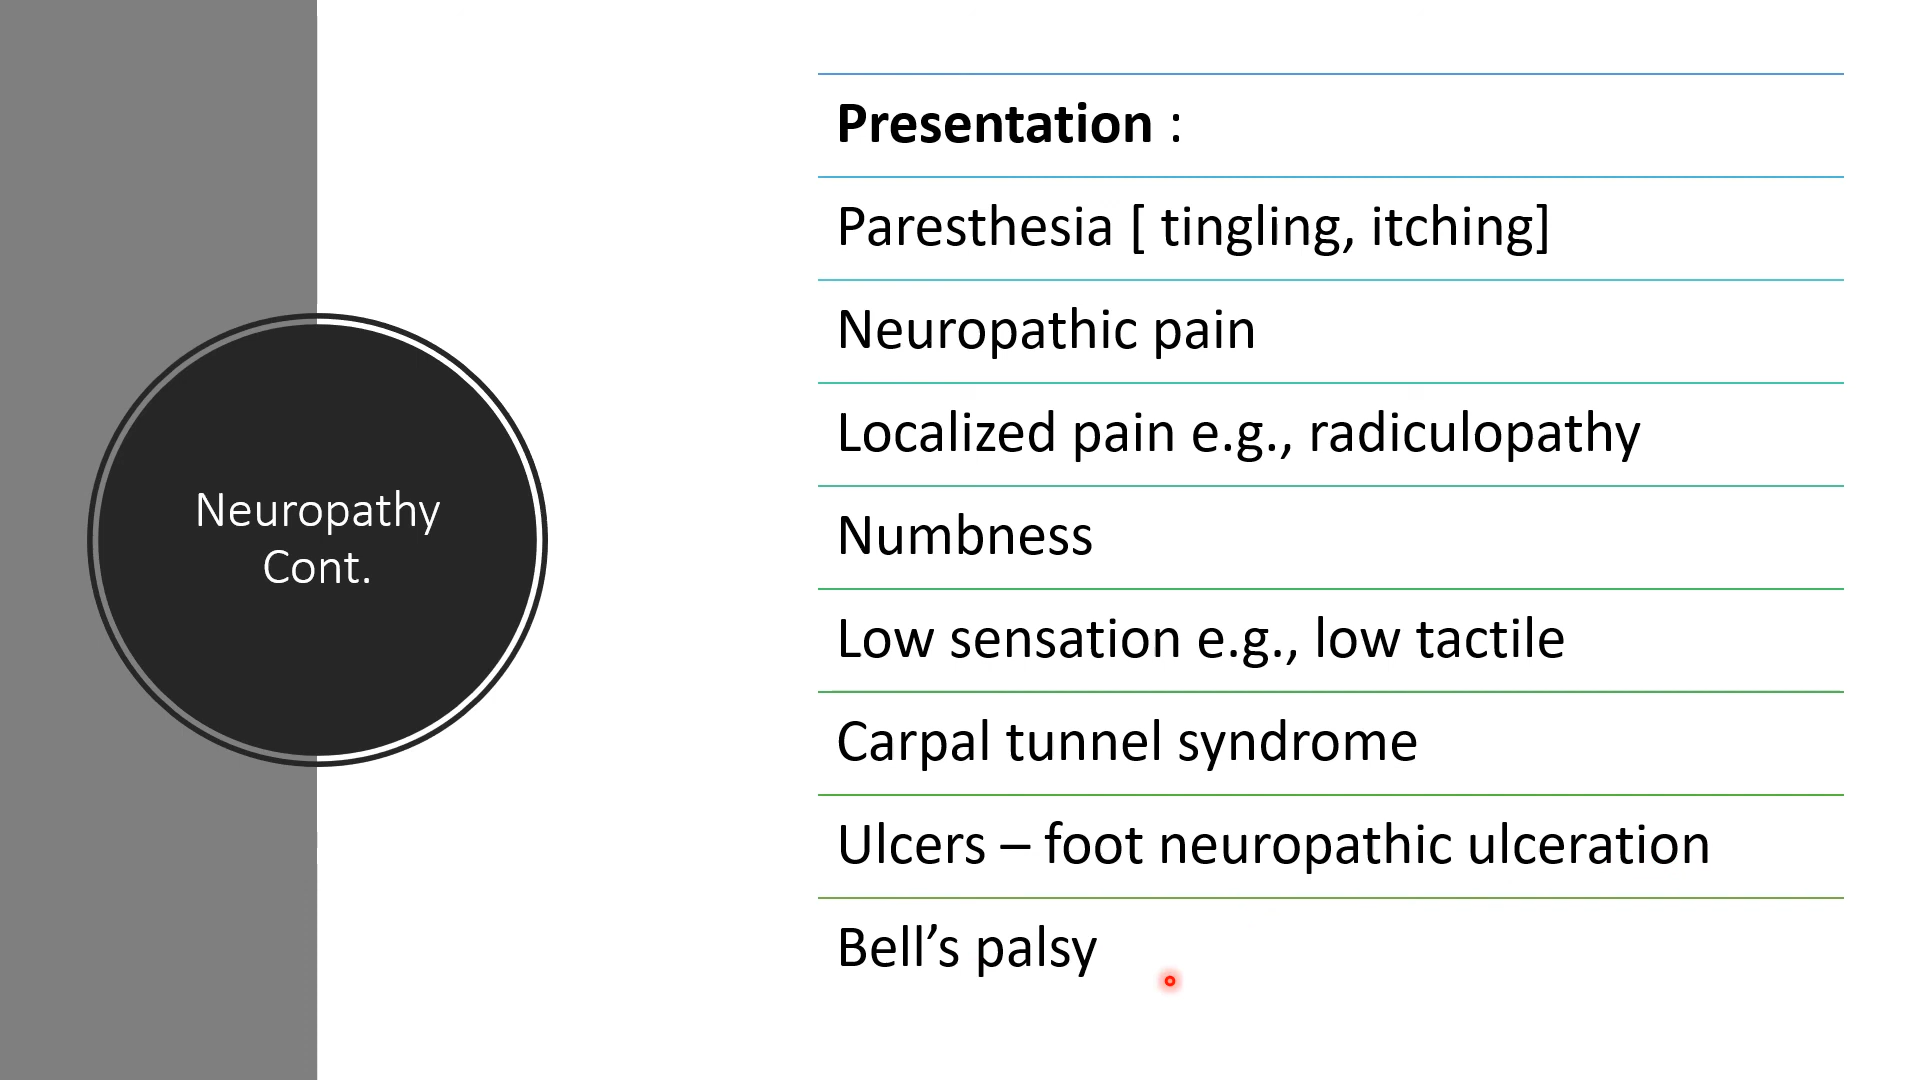 Neuropathy
Cont.
Presentation :
Paresthesia [ tingling, itching]
Neuropathic pain
Localized pain e.g., radiculopathy
Numbness
Low sensation e.g., low tactile
Carpal tunnel syndrome
Ulcers – foot neuropathic ulceration
Bell’s palsy